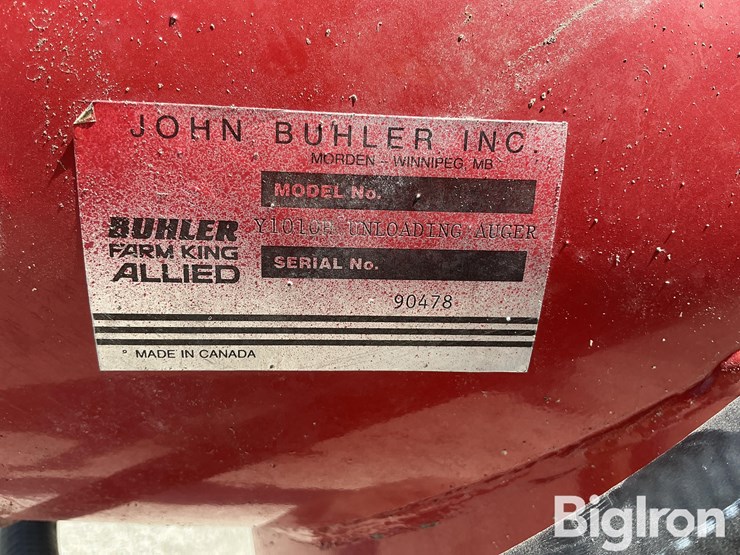 JOHN BUHLER INC.
MORDEN - WINNIPEG MB
MODEL No.
BUHLER
FARM KING
ALLIED
UNLOADING AUGER
SERIAL No.
90478
° MADE IN CANADA
BigIron